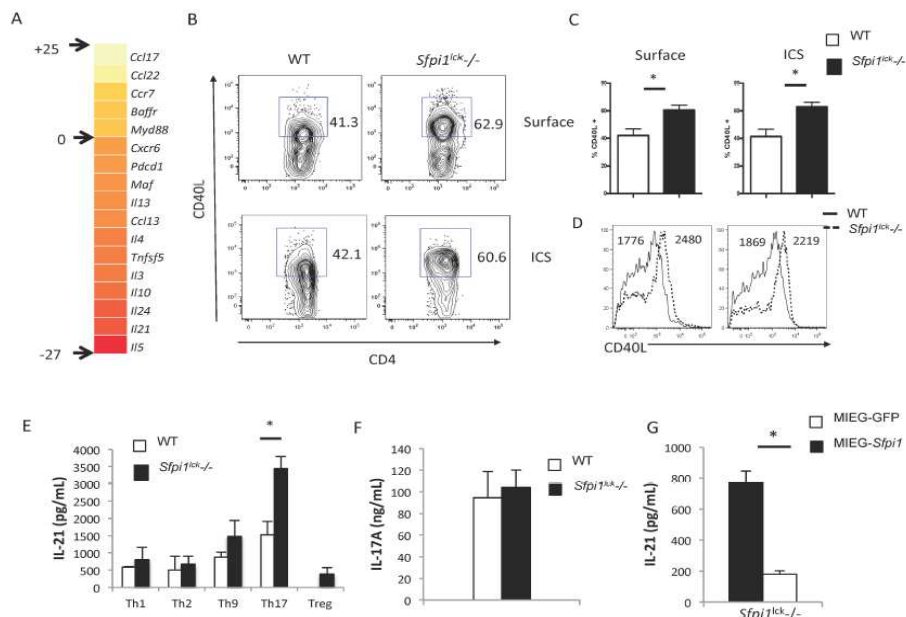 A
+25
0
-27
Ccl17
Ccl22
Ccr7
Baffr
Myd88
Cxcr6
Pdcd1
Maf
Il13
Ccl13
Il4
Tnfsf5
Il3
Il10
Il24
Il21
Il5
B
WT
Sfpi1lck-/-
41.3
62.9
Surface
42.1
60.6
ICS
CD40L
CD4
C
WT
Sfpi1lck-/-
Surface
ICS
*
*
% CD40L +
% CD40L +
D
WT
Sfpi1lck-/-
1776
2480
1869
2219
CD40L
E
WT
Sfpi1lck-/-
*
IL-21 (pg/mL)
4000
3500
3000
2500
2000
1500
1000
500
0
Th1
Th2
Th9
Th17
Treg
F
WT
Sfpi1lck-/-
IL-17A (ng/mL)
140
120
100
80
60
40
20
0
G
MIEG-GFP
MIEG-Sfpi1
*
IL-21 (pg/mL)
1000
800
600
400
200
0
Sfpi1lck-/-